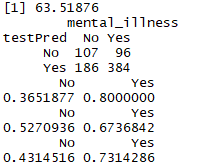 [1] 63.51876
mental_illness
testPred No Yes
No 107 96
Yes 186 384
No Yes
0.3651877 0.8000000
No Yes
0.5270936 0.6736842
No Yes
0.4314516 0.7314286